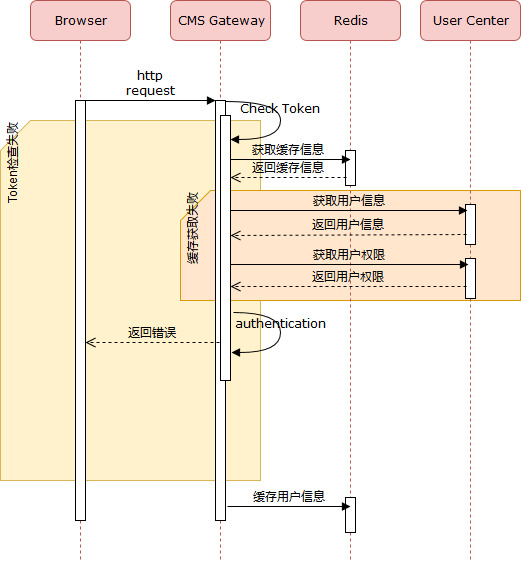 Browser
CMS Gateway
Redis
User Center
http
request
Check Token
Token检查失败
获取缓存信息
返回缓存信息
缓存获取失败
获取用户信息
返回用户信息
获取用户权限
返回用户权限
authentication
返回错误
缓存用户信息